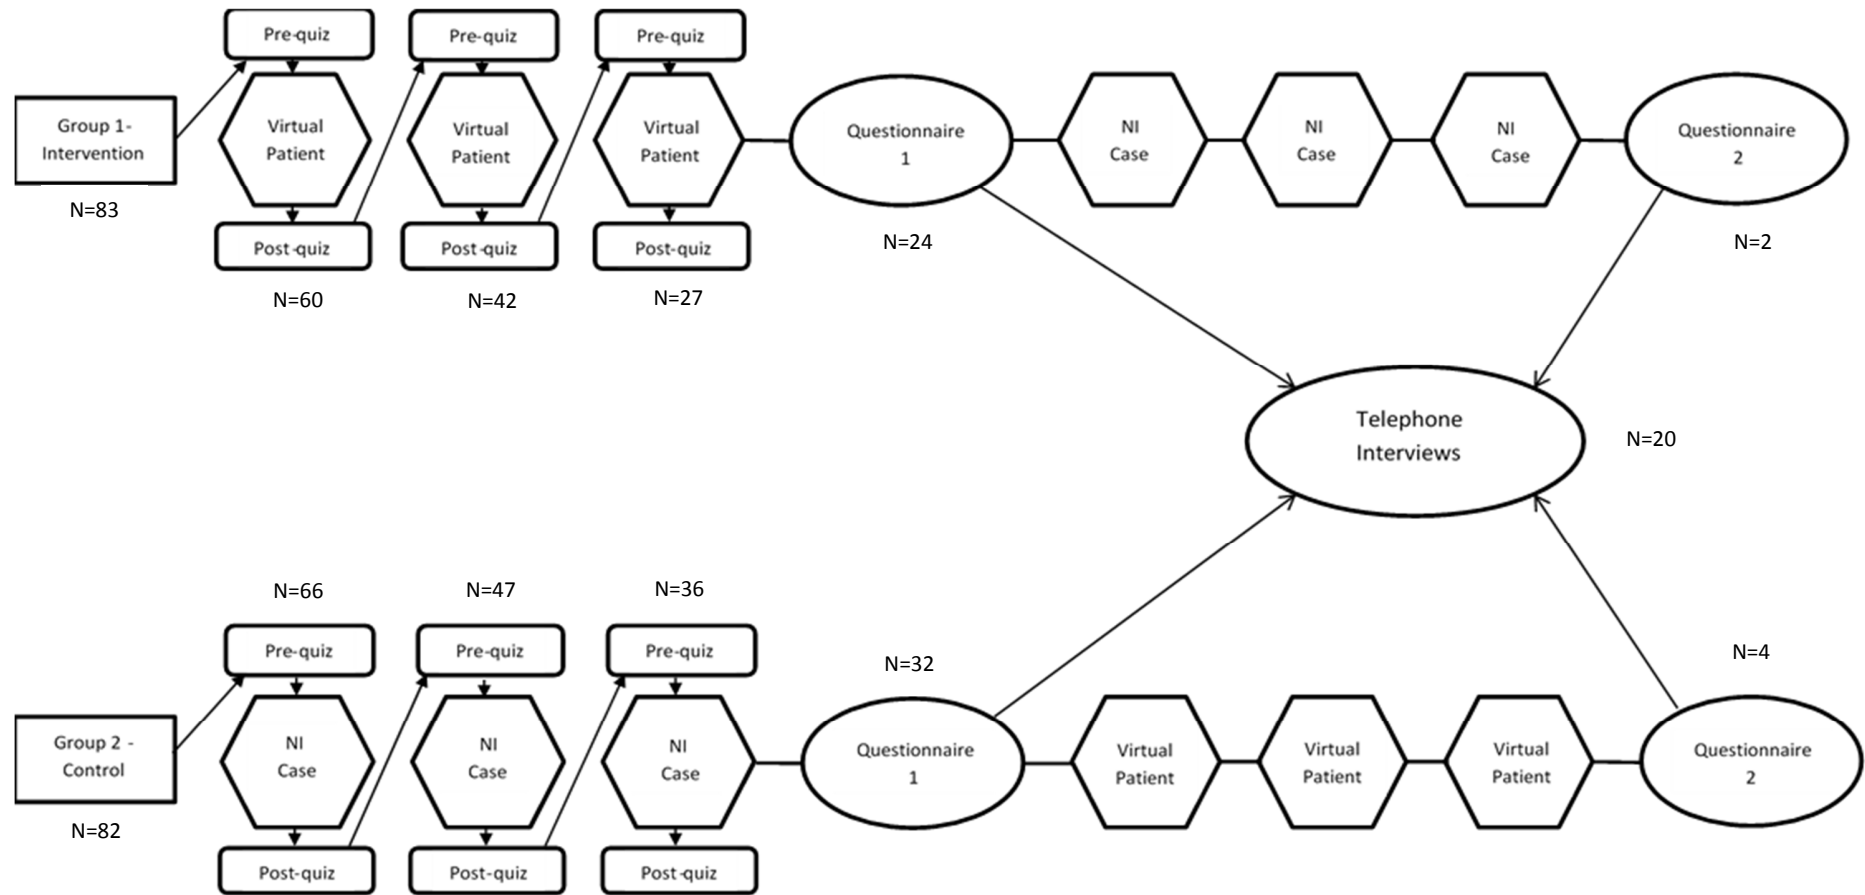 Pre-quiz
Pre-quiz
Pre-quiz
Group 1-
Intervention
N=83
Virtual
Patient
Virtual
Patient
Virtual
Patient
Questionnaire
1
NI
Case
NI
Case
NI
Case
Questionnaire
2
Post-quiz
Post-quiz
Post-quiz
N=60
N=42
N=27
N=24
N=2
Telephone
Interviews
N=20
N=66
N=47
N=36
Pre-quiz
Pre-quiz
Pre-quiz
N=32
N=4
Group 2 -
Control
N=82
NI
Case
NI
Case
NI
Case
Questionnaire
1
Virtual
Patient
Virtual
Patient
Virtual
Patient
Questionnaire
2
Post-quiz
Post-quiz
Post-quiz